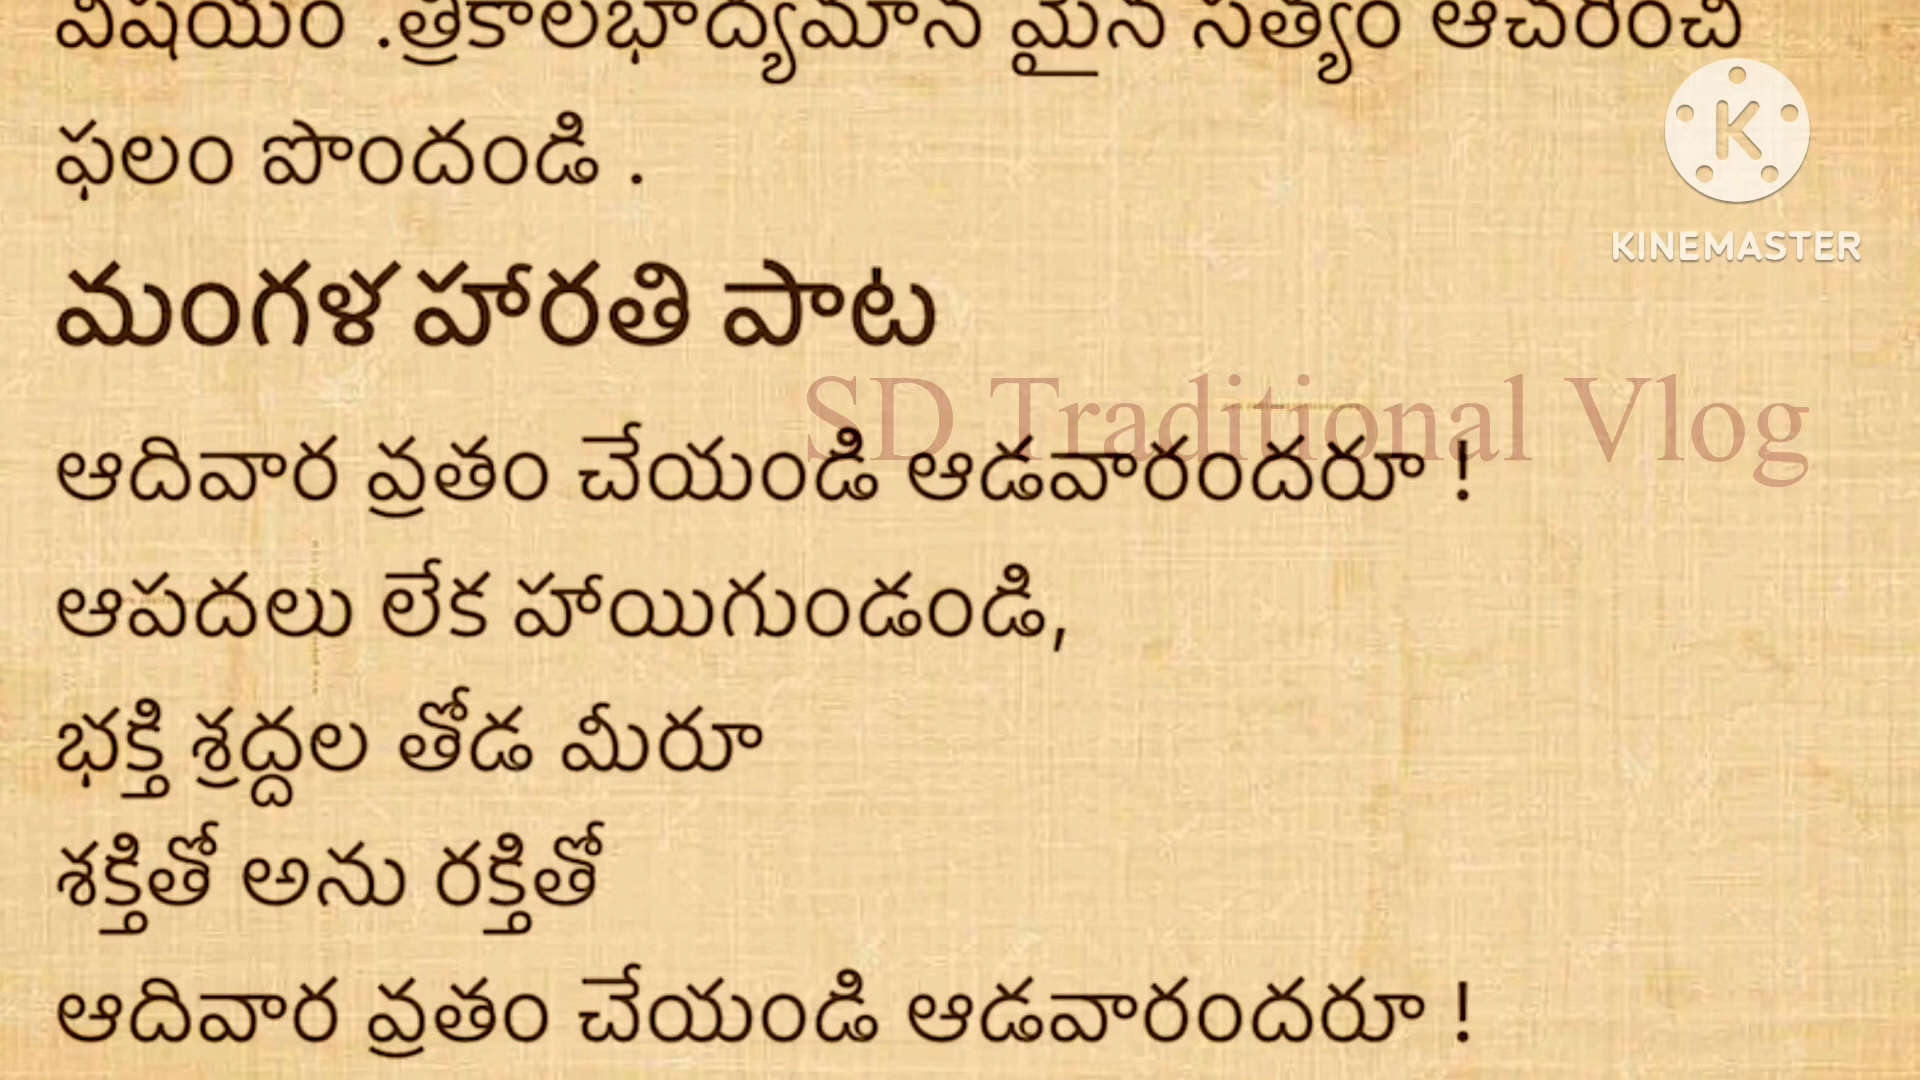 విషయం .త్రికాలభాద్యమాన మైన సత్యం ఆచరించి
ఫలం పొందండి .
K
KINEMASTER
మంగళ హారతి పాట
SD Traditional Vlog
ఆదివార వ్రతం చేయండి ఆడవారందరూ !
ఆపదలు లేక హాయిగుండండి,
భక్తి శ్రద్దల తోడ మీరూ
శక్తితో అను రక్తితో
ఆదివార వ్రతం చేయండి ఆడవారందరూ !